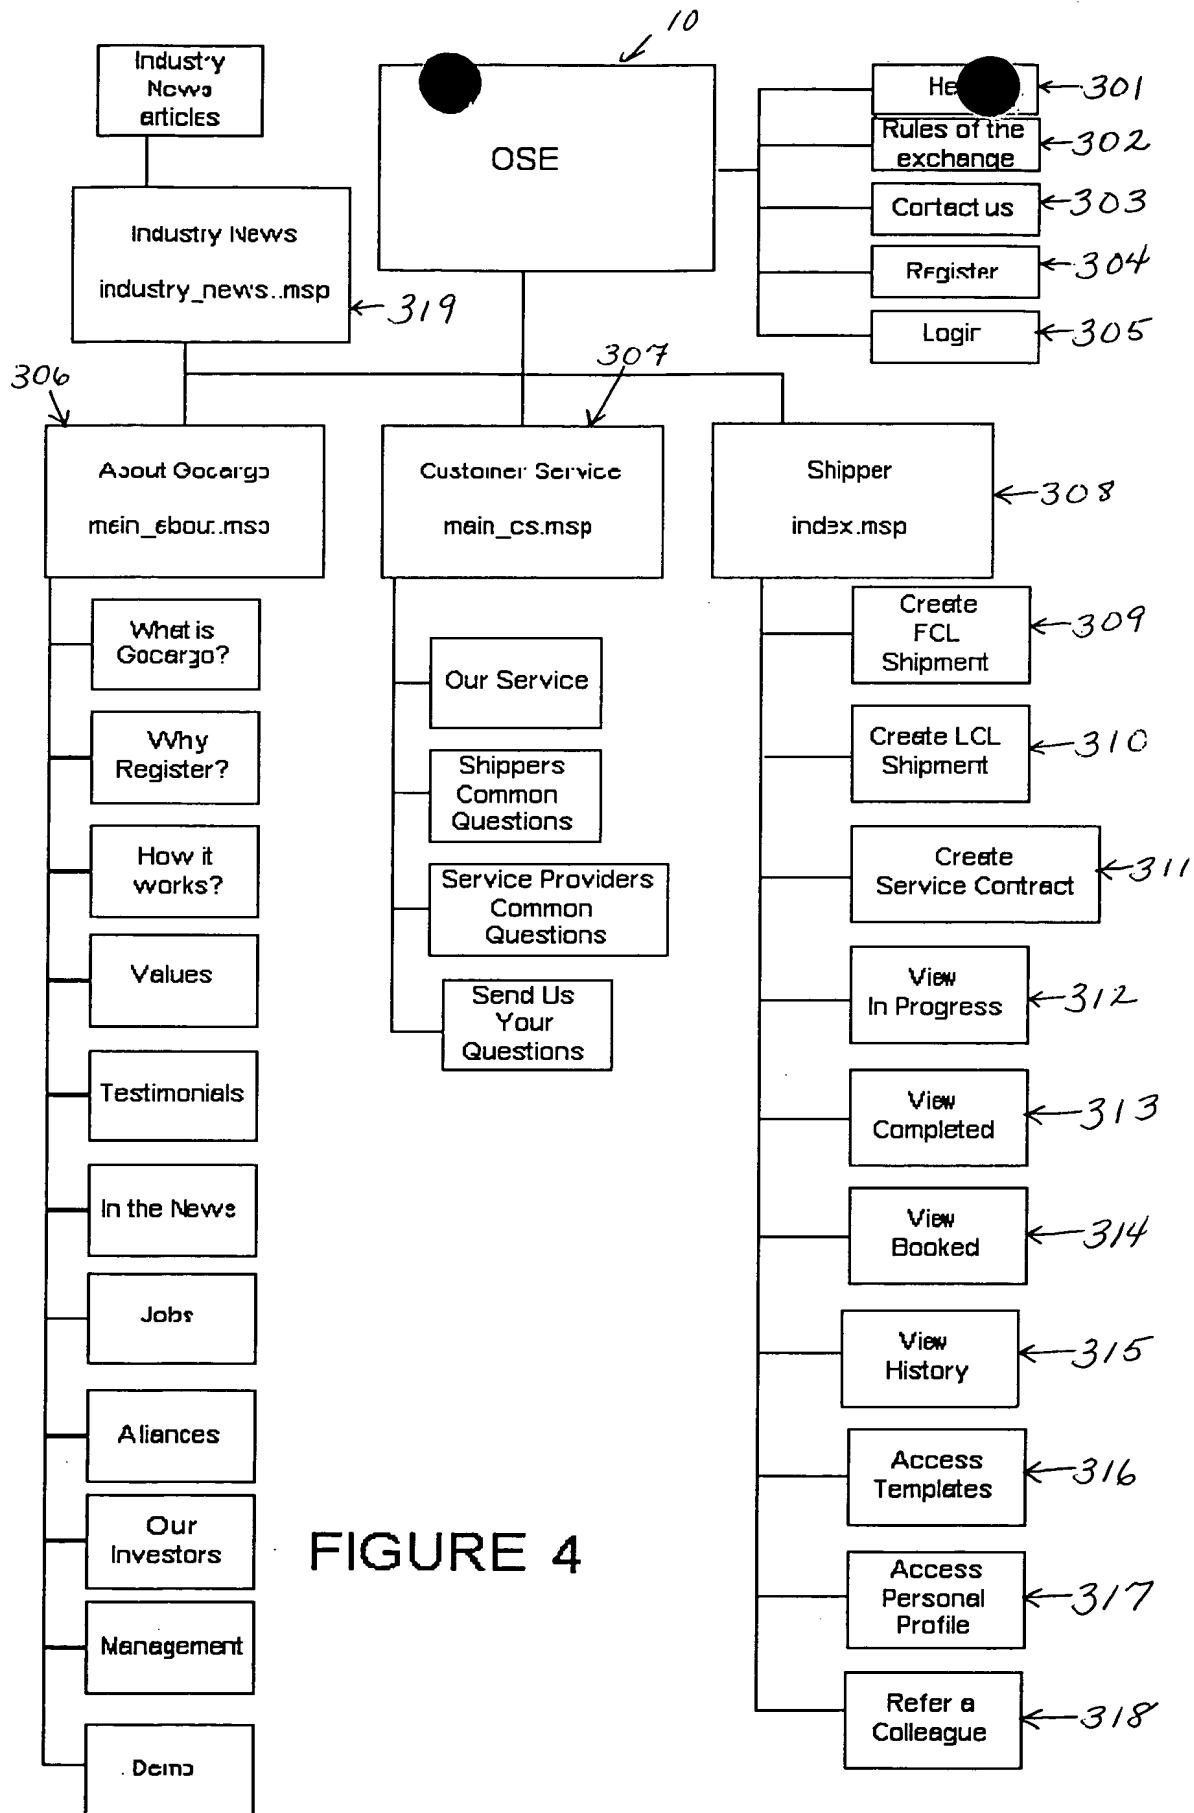 10
Industry
News
articles
OSE
301
Rules of the
exchange
302
Contact us
303
Register
304
Login
305
Industry News
industry_news.msp
319
306
307
About Gocargo
main_about.msp
Customer Service
main_cs.msp
Shipper
index.msp
308
What is
Gocargo?
Why
Register?
How it
works?
Values
Testimonials
In the News
Jobs
Aliances
Our
Investors
Management
Demo
Our Service
Shippers
Common
Questions
Service Providers
Common
Questions
Send Us
Your
Questions
Create
FCL
Shipment
309
Create LCL
Shipment
310
Create
Service Contract
311
View
In Progress
312
View
Completed
313
View
Booked
314
View
History
315
Access
Templates
316
Access
Personal
Profile
317
Refer a
Colleague
318
FIGURE 4